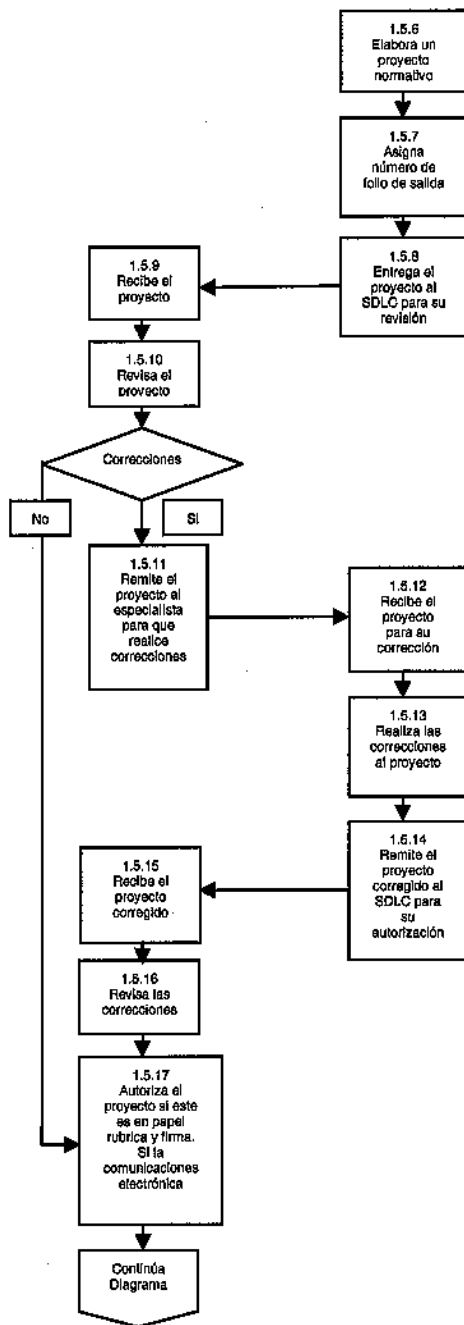 1.5.6
Elabora un
proyecto
normativo
1.5.7
Asigna
número de
folio de salida
1.5.8
Entrega el
proyecto al
SDLC para su
revisión
1.5.9
Recibe el
proyecto
1.5.10
Revisa el
proyecto
Correcciones
No
Si
1.5.11
Remite el
proyecto al
especialista
para que
realice
correcciones
1.5.12
Recibe el
proyecto
para su
corrección
1.5.13
Realiza las
correcciones
al proyecto
1.5.14
Remite el
proyecto
corregido al
SDLC para
su
autorización
1.5.15
Recibe el
proyecto
corregido
1.5.16
Revisa las
correcciones
1.5.17
Autoriza el
proyecto si éste
es en papel
rubrica y firma.
Si la
comunicaciones
electrónica
Continúa
Diagrama